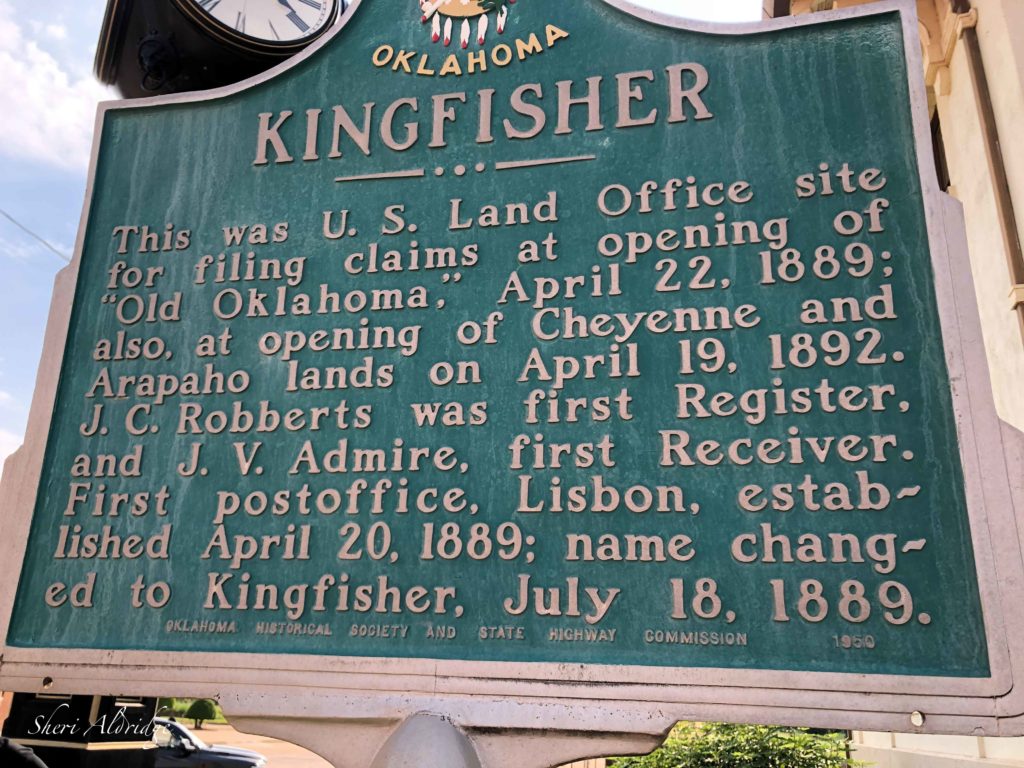 OKLAHOMA
KINGFISHER
This was U. S. Land Office site
for filing claims at opening of
"Old Oklahoma," April 22, 1889;
also, at opening of Cheyenne and
Arapaho lands on April 19, 1892.
J. C. Robberts was first Register,
and J. V. Admire, first Receiver.
First postoffice, Lisbon, estab~
lished April 20, 1889; name chang~
ed to Kingfisher, July 18, 1889.
OKLAHOMA HISTORICAL SOCIETY AND STATE HIGHWAY COMMISSION 1950
Sheri Aldridge